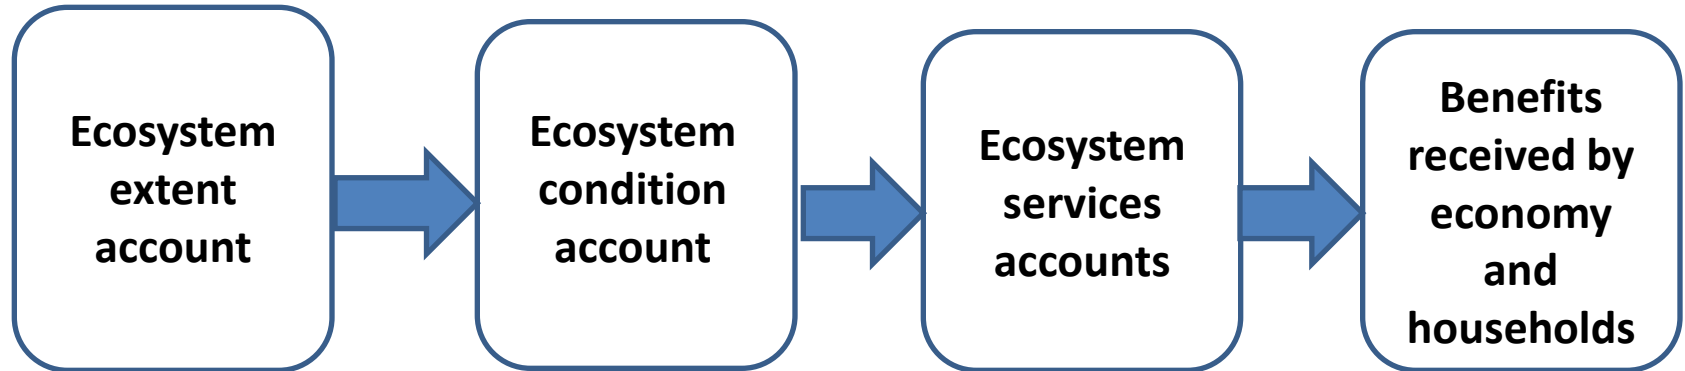 Ecosystem
extent
account
Ecosystem
condition
account
Ecosystem
services
accounts
Benefits
received by
economy
and
households